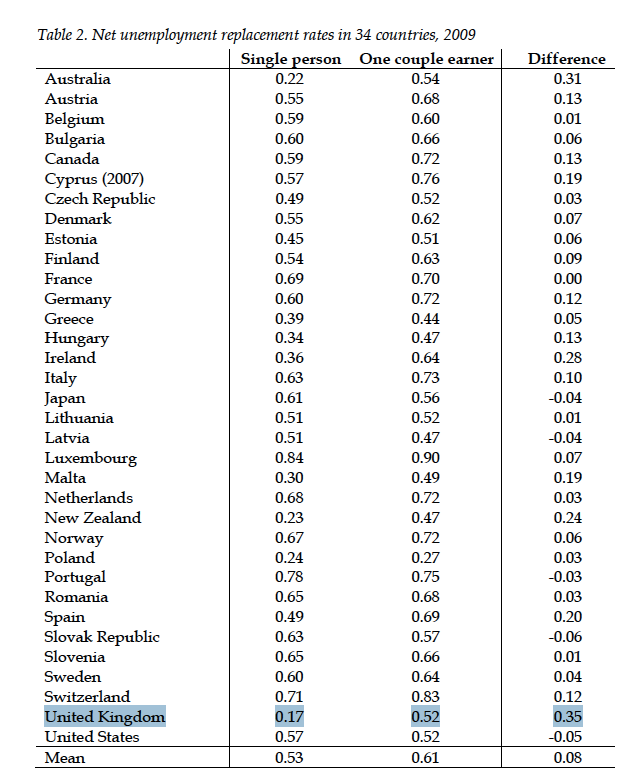 Table 2. Net unemployment replacement rates in 34 countries, 2009
Single person One couple earner Difference
Australia 0.22 0.54 0.31
Austria 0.55 0.68 0.13
Belgium 0.59 0.60 0.01
Bulgaria 0.60 0.66 0.06
Canada 0.59 0.72 0.13
Cyprus (2007) 0.57 0.76 0.19
Czech Republic 0.49 0.52 0.03
Denmark 0.55 0.62 0.07
Estonia 0.45 0.51 0.06
Finland 0.54 0.63 0.09
France 0.69 0.70 0.00
Germany 0.60 0.72 0.12
Greece 0.39 0.44 0.05
Hungary 0.34 0.47 0.13
Ireland 0.36 0.64 0.28
Italy 0.63 0.73 0.10
Japan 0.61 0.56 -0.04
Lithuania 0.51 0.52 0.01
Latvia 0.51 0.47 -0.04
Luxembourg 0.84 0.90 0.07
Malta 0.30 0.49 0.19
Netherlands 0.68 0.72 0.03
New Zealand 0.23 0.47 0.24
Norway 0.67 0.72 0.06
Poland 0.24 0.27 0.03
Portugal 0.78 0.75 -0.03
Romania 0.65 0.68 0.03
Spain 0.49 0.69 0.20
Slovak Republic 0.63 0.57 -0.06
Slovenia 0.65 0.66 0.01
Sweden 0.60 0.64 0.04
Switzerland 0.71 0.83 0.12
United Kingdom 0.17 0.52 0.35
United States 0.57 0.52 -0.05
Mean 0.53 0.61 0.08